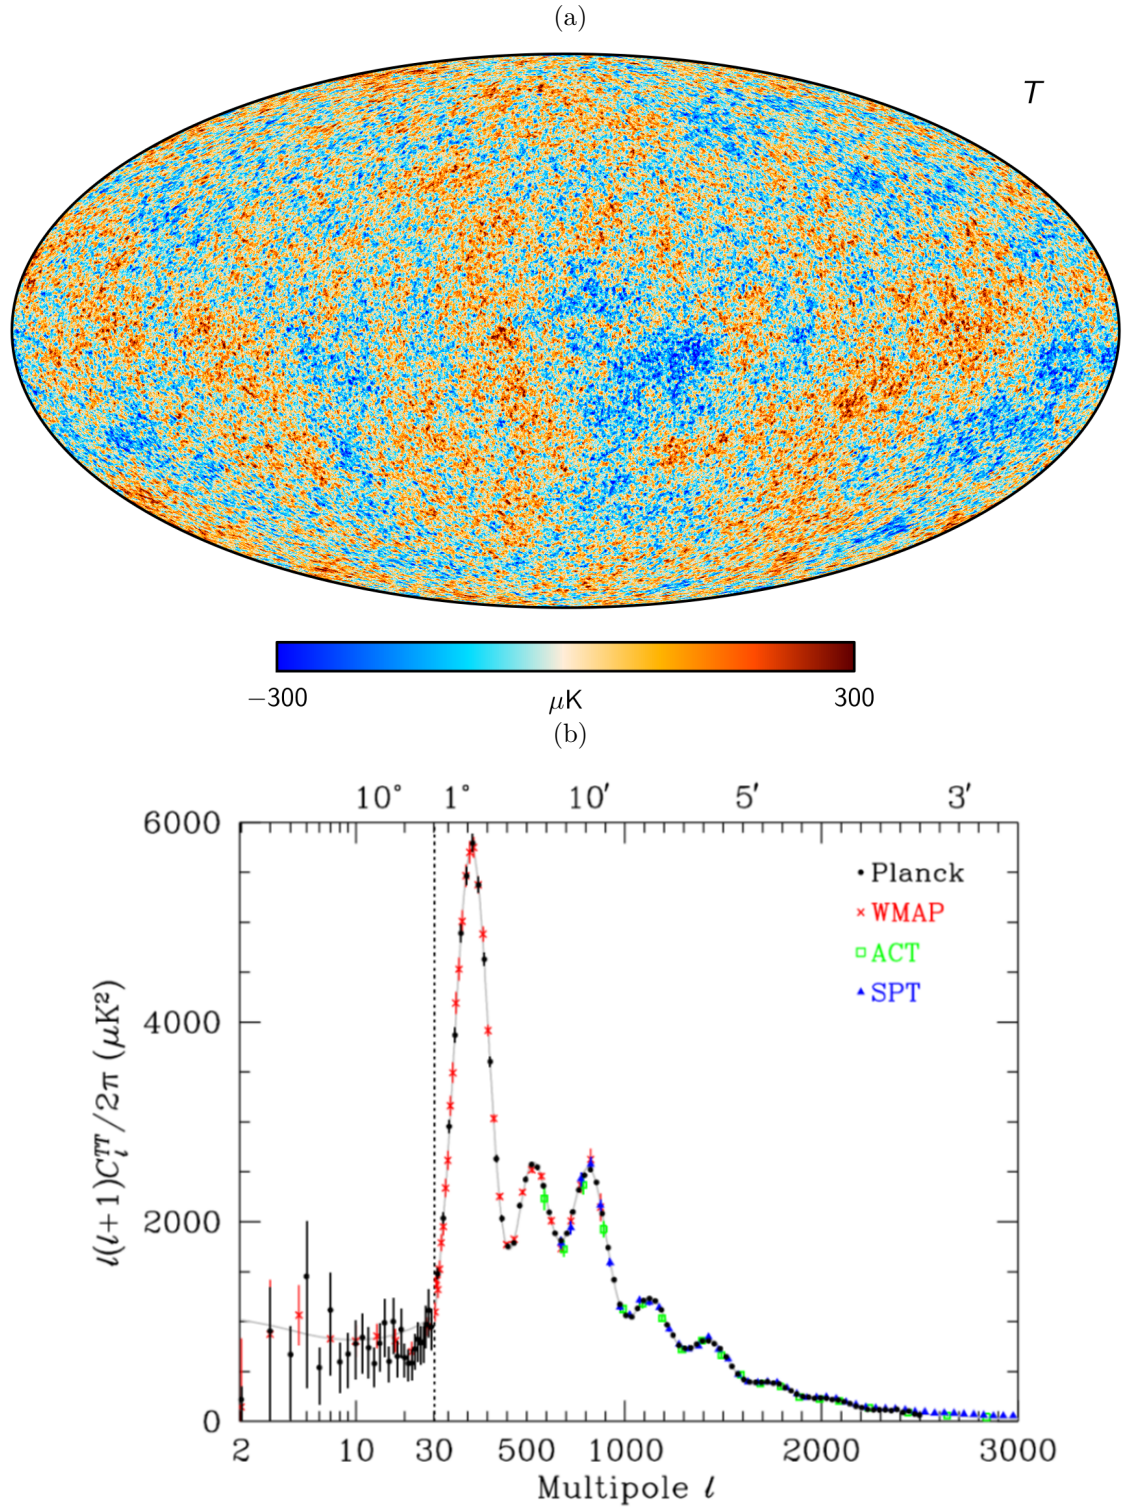 (a)
T
−300 μK 300
(b)
10° 1° 10′ 5′ 3′
6000
4000
2000
0
l(l+1)C_l^{TT}/2π (μK²)
Planck
WMAP
ACT
SPT
2 10 30 500 1000 2000 3000
Multipole l